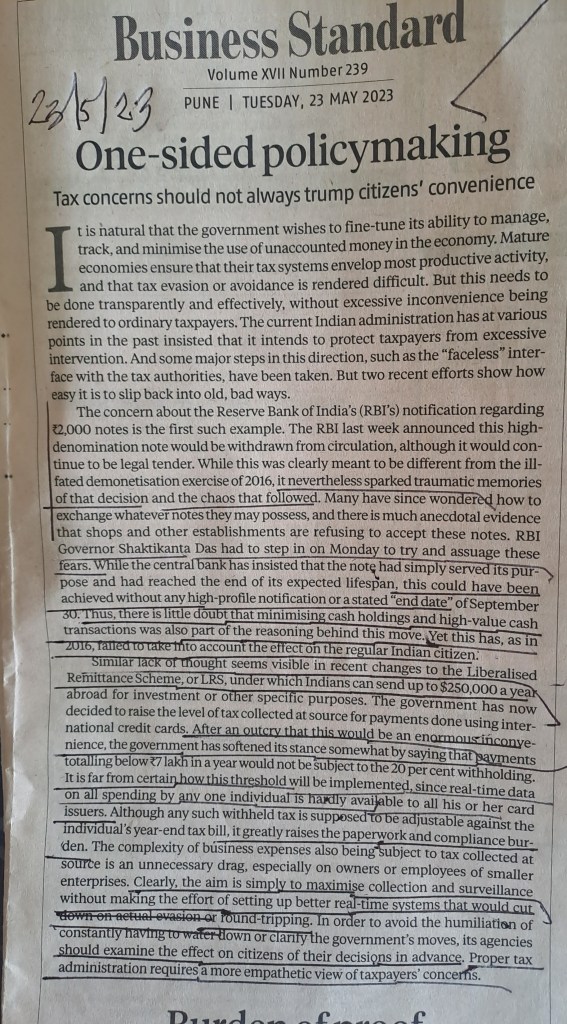 Business Standard
Volume XVII Number 239
PUNE | TUESDAY, 23 MAY 2023
23/5/23
One-sided policymaking
Tax concerns should not always trump citizens' convenience
It is natural that the government wishes to fine-tune its ability to manage,
track, and minimise the use of unaccounted money in the economy. Mature
economies ensure that their tax systems envelop most productive activity,
and that tax evasion or avoidance is rendered difficult. But this needs to
be done transparently and effectively, without excessive inconvenience being
rendered to ordinary taxpayers. The current Indian administration has at various
points in the past insisted that it intends to protect taxpayers from excessive
intervention. And some major steps in this direction, such as the “faceless” inter-
face with the tax authorities, have been taken. But two recent efforts show how
easy it is to slip back into old, bad ways.
The concern about the Reserve Bank of India's (RBI's) notification regarding
₹2,000 notes is the first such example. The RBI last week announced this high-
denomination note would be withdrawn from circulation, although it would con-
tinue to be legal tender. While this was clearly meant to be different from the ill-
fated demonetisation exercise of 2016, it nevertheless sparked traumatic memories
of that decision and the chaos that followed. Many have since wondered how to
exchange whatever notes they may possess, and there is much anecdotal evidence
that shops and other establishments are refusing to accept these notes. RBI
Governor Shaktikanta Das had to step in on Monday to try and assuage these
fears. While the central bank has insisted that the note had simply served its pur-
pose and had reached the end of its expected lifespan, this could have been
achieved without any high-profile notification or a stated “end date” of September
30. Thus, there is little doubt that minimising cash holdings and high-value cash
transactions was also part of the reasoning behind this move. Yet this has, as in
2016, failed to take into account the effect on the regular Indian citizen.
Similar lack of thought seems visible in recent changes to the Liberalised
Remittance Scheme, or LRS, under which Indians can send up to $250,000 a year
abroad for investment or other specific purposes. The government has now
decided to raise the level of tax collected at source for payments done using inter-
national credit cards. After an outcry that this would be an enormous inconve-
nience, the government has softened its stance somewhat by saying that payments
totalling below ₹7 lakh in a year would not be subject to the 20 per cent withholding.
It is far from certain how this threshold will be implemented, since real-time data
on all spending by any one individual is hardly available to all his or her card
issuers. Although any such withheld tax is supposed to be adjustable against the
individual's year-end tax bill, it greatly raises the paperwork and compliance bur-
den. The complexity of business expenses also being subject to tax collected at
source is an unnecessary drag, especially on owners or employees of smaller
enterprises. Clearly, the aim is simply to maximise collection and surveillance
without making the effort of setting up better real-time systems that would cut
down on actual evasion or round-tripping. In order to avoid the humiliation of
constantly having to water down or clarify the government's moves, its agencies
should examine the effect on citizens of their decisions in advance. Proper tax
administration requires a more empathetic view of taxpayers' concerns.
Burden of proof